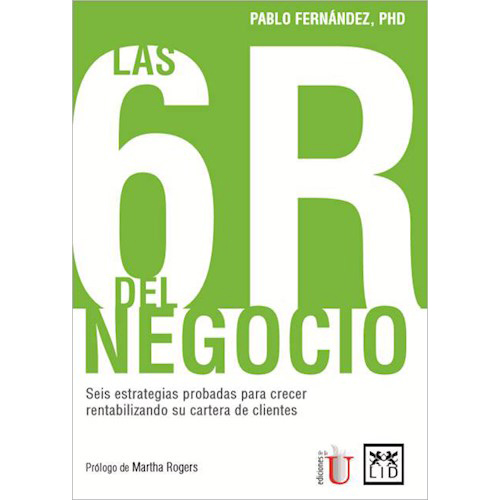 PABLO FERNÁNDEZ, PHD
LAS
6R
DEL
NEGOCIO
Seis estrategias probadas para crecer
rentabilizando su cartera de clientes
Prólogo de Martha Rogers
ediciones de la U
LID